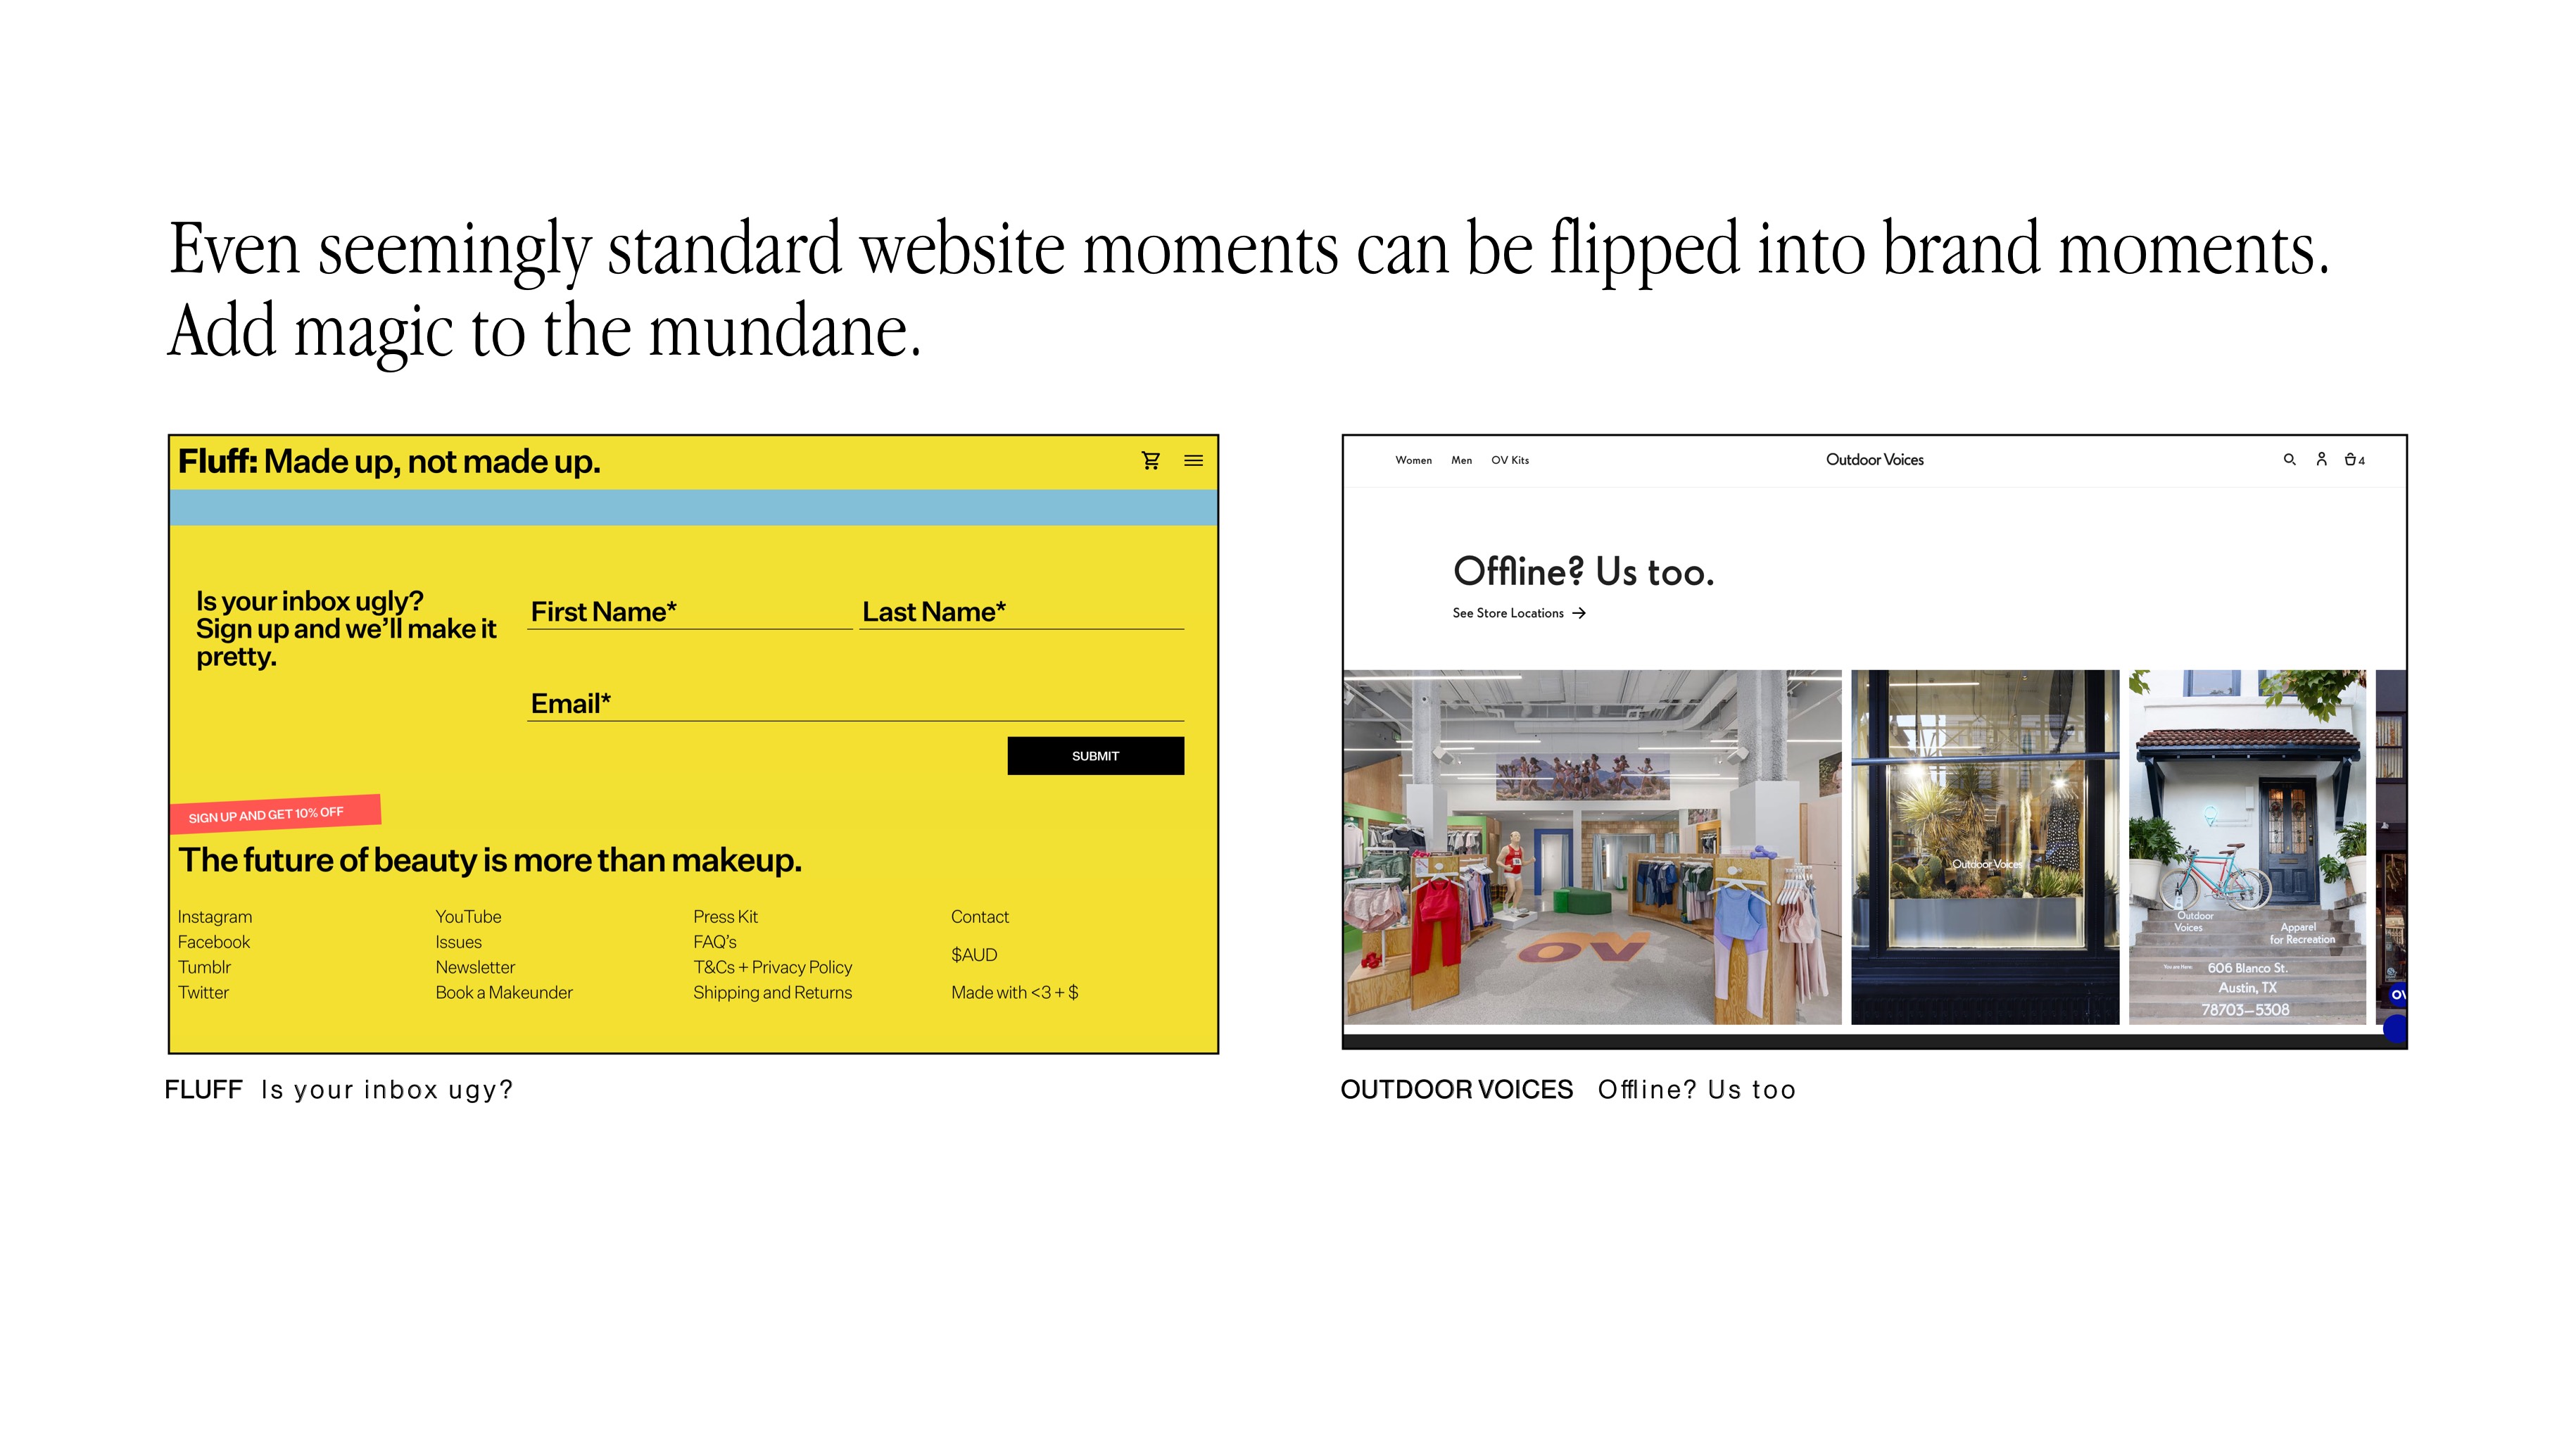 Even seemingly standard website moments can be flipped into brand moments.
Add magic to the mundane.
Fluff: Made up, not made up.
Is your inbox ugly?
Sign up and we'll make it
pretty.
First Name*
Last Name*
Email*
SUBMIT
SIGN UP AND GET 10% OFF
The future of beauty is more than makeup.
Instagram
Facebook
Tumblr
Twitter
YouTube
Issues
Newsletter
Book a Makeunder
Press Kit
FAQ's
T&Cs + Privacy Policy
Shipping and Returns
Contact
$AUD
Made with <3 + $
FLUFF Is your inbox ugy?
Women Men OV Kits
Outdoor Voices
4
Offline? Us too.
See Store Locations →
OV
Outdoor Voices
Outdoor
Voices
Apparel
for Recreation
You are Here:
606 Blanco St.
Austin, TX
78703—5308
OV
OUTDOOR VOICES Offline? Us too